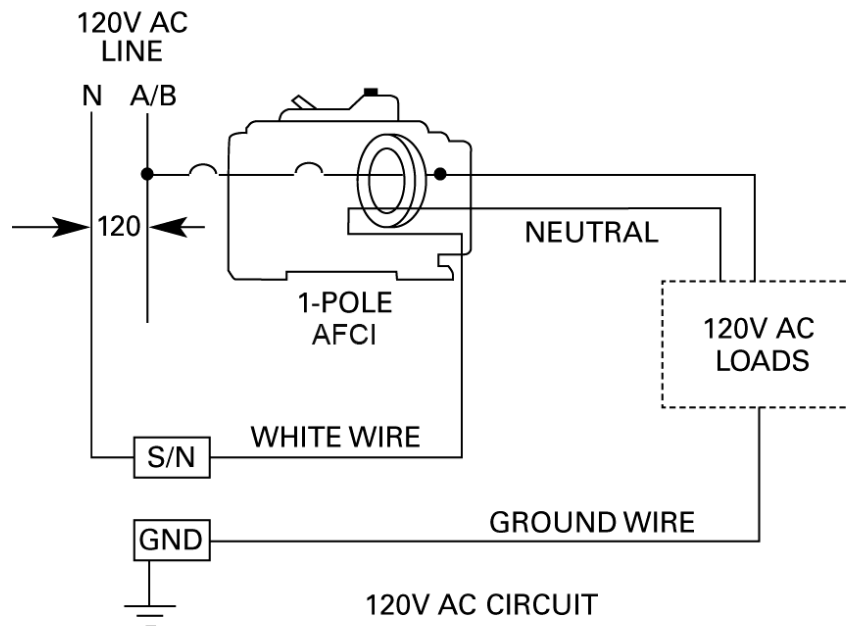 120V AC
LINE
N A/B
120
NEUTRAL
1-POLE
AFCI
120V AC
LOADS
WHITE WIRE
S/N
GROUND WIRE
GND
120V AC CIRCUIT